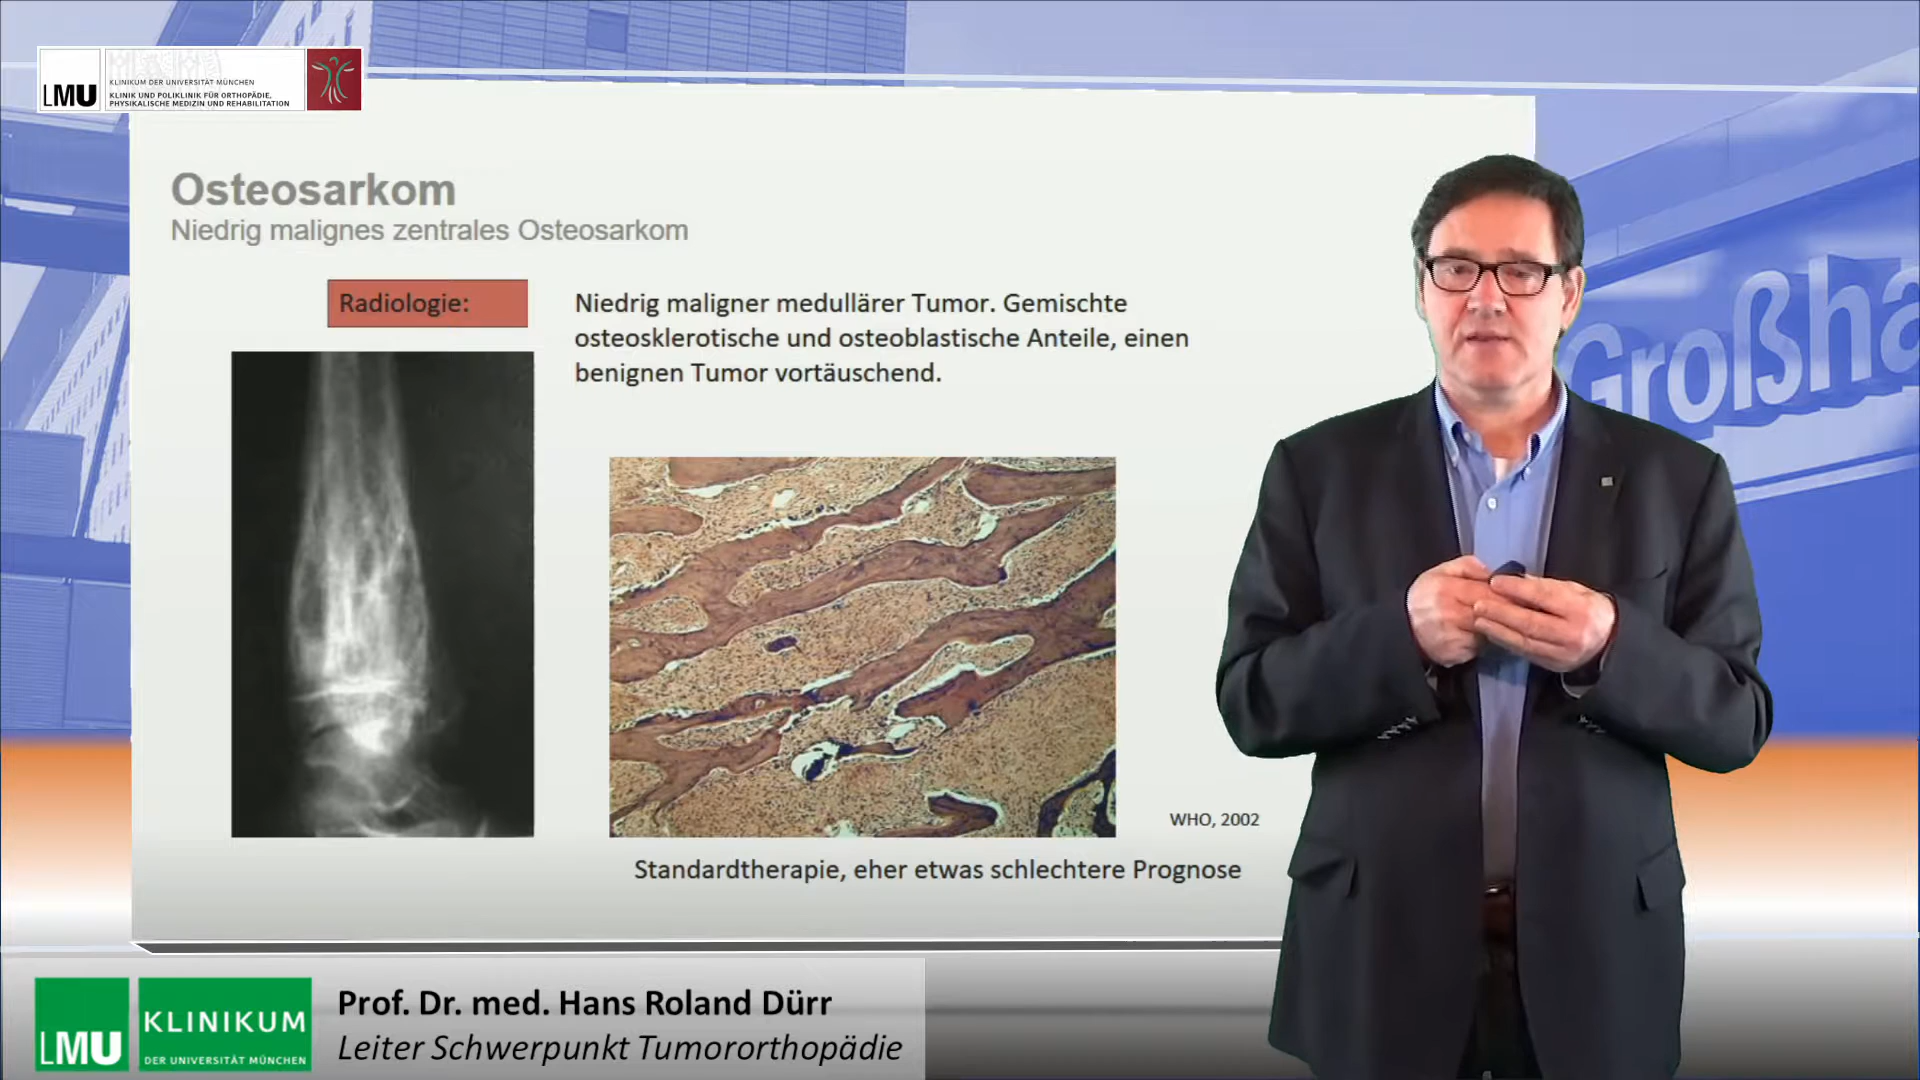 LMU
KLINIKUM DER UNIVERSITÄT MÜNCHEN
KLINIK UND POLIKLINIK FÜR ORTHOPÄDIE,
PHYSIKALISCHE MEDIZIN UND REHABILITATION
Osteosarkom
Niedrig malignes zentrales Osteosarkom
Radiologie:
Niedrig maligner medullärer Tumor. Gemischte
osteosklerotische und osteoblastische Anteile, einen
benignen Tumor vortäuschend.
Großha
WHO, 2002
Standardtherapie, eher etwas schlechtere Prognose
LMU
KLINIKUM
DER UNIVERSITÄT MÜNCHEN
Prof. Dr. med. Hans Roland Dürr
Leiter Schwerpunkt Tumororthopädie